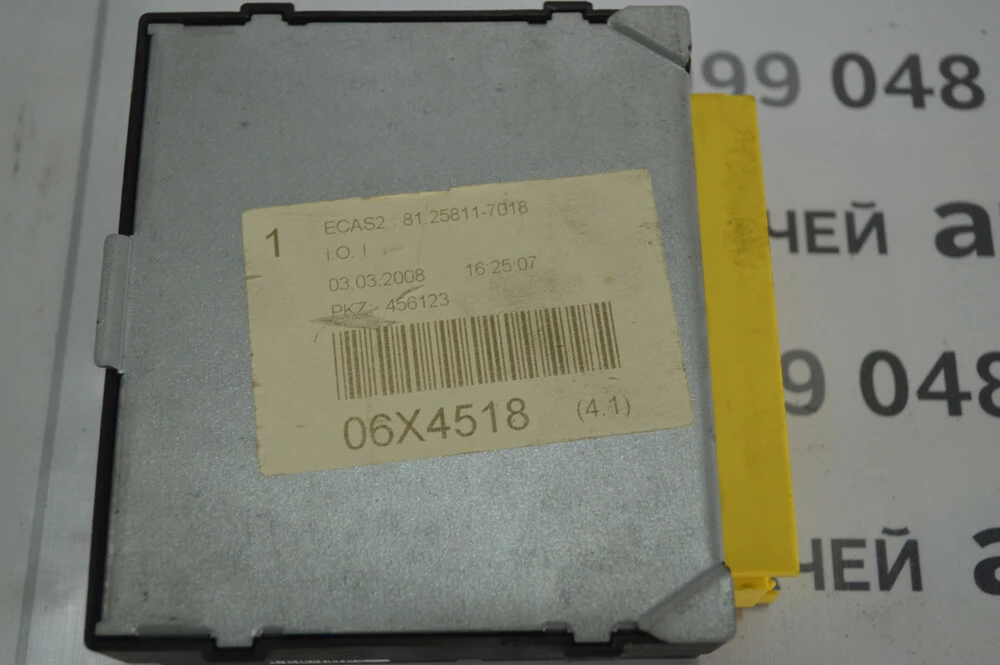 1
ECAS2 : 81.25811-7018
i.O. !
03.03.2008 16:25:07
PKZ: 456123
06X4518 (4.1)
99 048
ЧЕЙ
9 048
ЧЕЙ